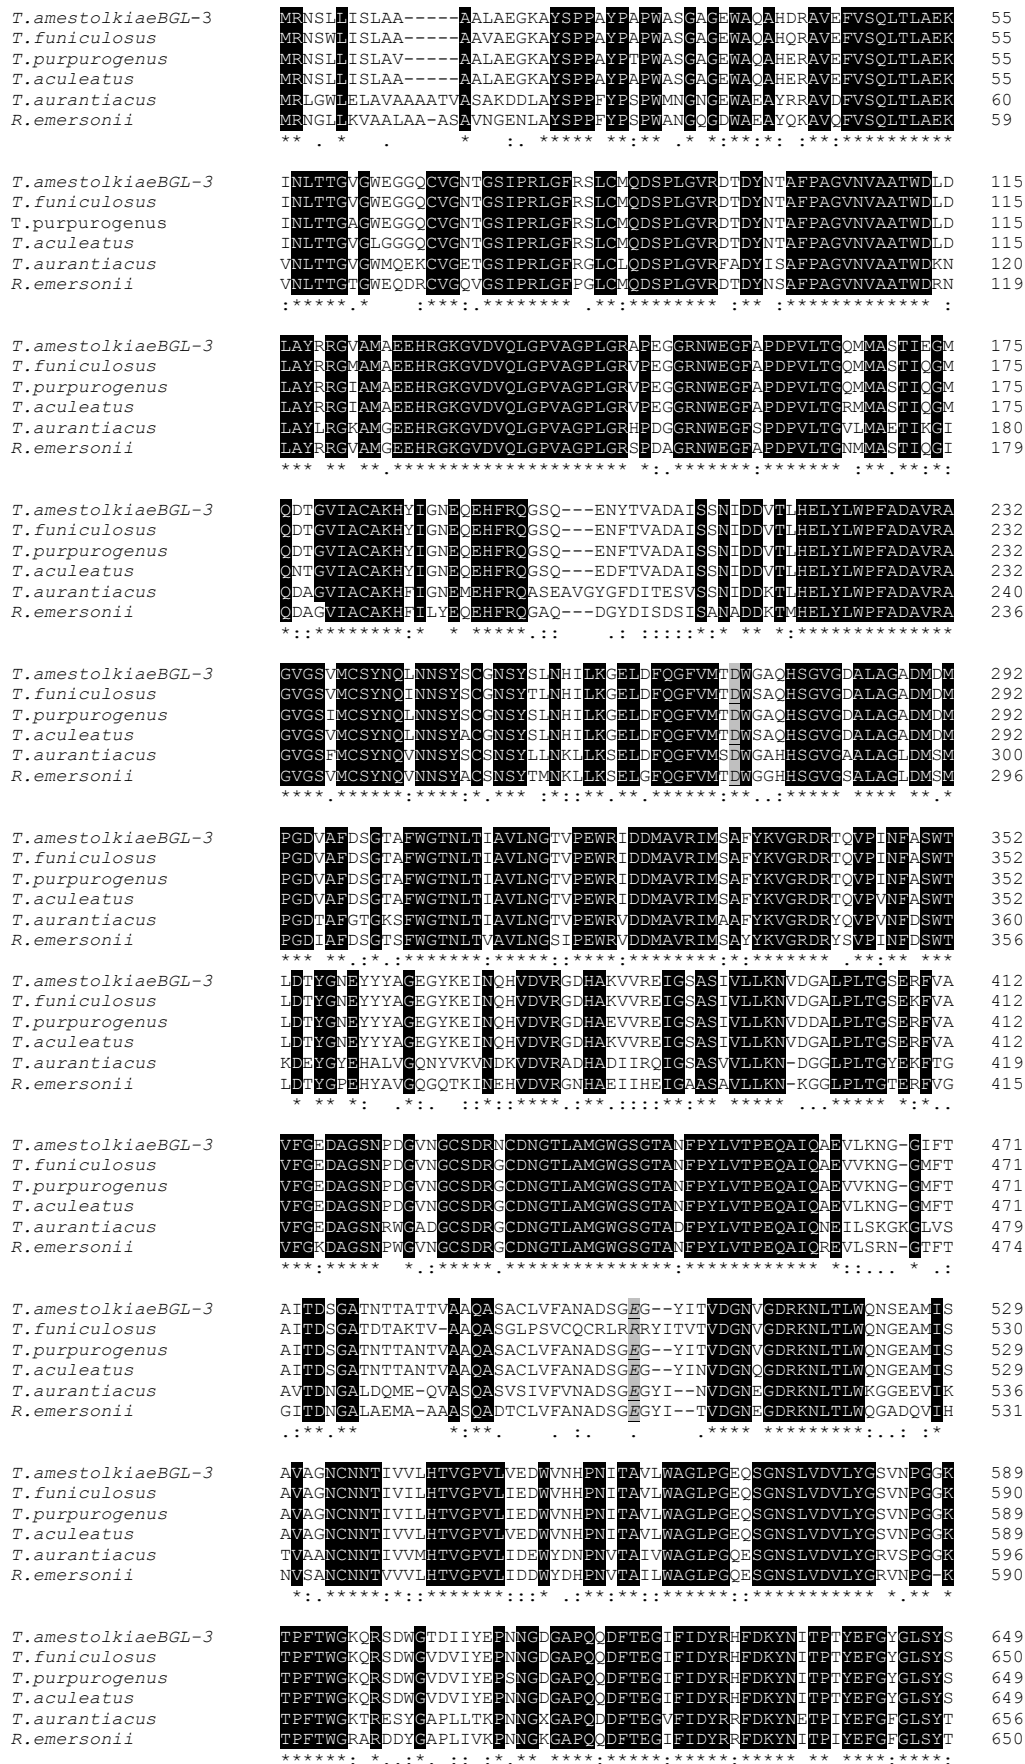 T.amestolkiaeBGL-3 MRNSLLISLAA-----AALAEGKAYSPPAYPAPWASGAGEWAQAHDRAVEFVSQLTLAEK 55
T.funiculosus MRNSWLISLAA-----AAVAEGKAYSPPAYPAPWASGAGEWAQAHQRAVEFVSQLTLAEK 55
T.purpurogenus MRNSLLISLAV-----AALAEGKAYSPPAYPTPWASGAGEWAQAHERAVEFVSQLTLAEK 55
T.aculeatus MRNSLLISLAA-----AALAEGKAYSPPAYPAPWASGAGEWAQAHERAVEFVSQLTLAEK 55
T.aurantiacus MRLGWLELAVAAAATVASAKDDLAYSPPFYPSPWMNGNGEWAEAYRRAVDFVSQLTLAEK 60
R.emersonii MRNGLLKVAALAA-ASAVNGENLAYSPPFYPSPWANGQGDWAEAYQKAVQFVSQLTLAEK 59
** . * . * :. ***** **:** .* *:**:*: :**:***********
T.amestolkiaeBGL-3 INLTTGVGWEGGQCVGNTGSIPRLGFRSLCMQDSPLGVRDTDYNTAFPAGVNVAATWDLD 115
T.funiculosus INLTTGVGWEGGQCVGNTGSIPRLGFRSLCMQDSPLGVRDTDYNTAFPAGVNVAATWDLD 115
T.purpurogenus INLTTGAGWEGGQCVGNTGSIPRLGFRSLCMQDSPLGVRDTDYNTAFPAGVNVAATWDLD 115
T.aculeatus INLTTGVGLGGGQCVGNTGSIPRLGFRSLCMQDSPLGVRDTDYNTAFPAGVNVAATWDLD 115
T.aurantiacus VNLTTGVGWMQEKCVGETGSIPRLGFRGLCLQDSPLGVRFADYISAFPAGVNVAATWDKN 120
R.emersonii VNLTTGTGWEQDRCVGQVGSIPRLGFPGLCMQDSPLGVRDTDYNSAFPAGVNVAATWDRN 119
:*****.* :***:.******** .**:******** :** :************* :
T.amestolkiaeBGL-3 LAYRRGVAMAEEHRGKGVDVQLGPVAGPLGRAPEGGRNWEGFAPDPVLTGQMMASTIEGM 175
T.funiculosus LAYRRGMAMAEEHRGKGVDVQLGPVAGPLGRVPEGGRNWEGFAPDPVLTGQMMASTIQGM 175
T.purpurogenus LAYRRGIAMAEEHRGKGVDVQLGPVAGPLGRVPEGGRNWEGFAPDPVLTGQMMASTIQGM 175
T.aculeatus LAYRRGIAMAEEHRGKGVDVQLGPVAGPLGRVPEGGRNWEGFAPDPVLTGRMMASTIQGM 175
T.aurantiacus LAYLRGKAMGEEHRGKGVDVQLGPVAGPLGRHPDGGRNWEGFSPDPVLTGVLMAETIKGI 180
R.emersonii LAYRRGVAMGEEHRGKGVDVQLGPVAGPLGRSPDAGRNWEGFAPDPVLTGNMMASTIQGI 179
*** ** **.********************* *:.*******:******* :**.**:*:
T.amestolkiaeBGL-3 QDTGVIACAKHYIGNEQEHFRQGSQ---ENYTVADAISSNIDDVTLHELYLWPFADAVRA 232
T.funiculosus QDTGVIACAKHYIGNEQEHFRQGSQ---ENFTVADAISSNIDDVTLHELYLWPFADAVRA 232
T.purpurogenus QDTGVIACAKHYIGNEQEHFRQGSQ---ENFTVADAISSNIDDVTLHELYLWPFADAVRA 232
T.aculeatus QNTGVIACAKHYIGNEQEHFRQGSQ---EDFTVADAISSNIDDVTLHELYLWPFADAVRA 232
T.aurantiacus QDAGVIACAKHFIGNEMEHFRQASEAVGYGFDITESVSSNIDDKTLHELYLWPFADAVRA 240
R.emersonii QDAGVIACAKHFILYEQEHFRQGAQ---DGYDISDSISANADDKTMHELYLWPFADAVRA 236
*::********:* * *****.:: .: :::::*:* ** *:**************
T.amestolkiaeBGL-3 GVGSVMCSYNQLNNSYSCGNSYSLNHILKGELDFQGFVMTDWGAQHSGVGDALAGADMDM 292
T.funiculosus GVGSVMCSYNQINNSYSCGNSYTLNHILKGELDFQGFVMTDWGAQHSGVGDALAGADMDM 292
T.purpurogenus GVGSIMCSYNQLNNSYSCGNSYSLNHILKGELDFQGFVMTDWGAQHSGVGDALAGADMDM 292
T.aculeatus GVGSVMCSYNQLNNSYACGNSYSLNHILKGELDFQGFVMTDWSAQHSGVGDALAGADMDM 292
T.aurantiacus GVGSFMCSYNQVNNSYSCSNSYLLNKLLKSELDFQGFVMSDWGAHHSGVGAALAGLDMSM 300
R.emersonii GVGSVMCSYNQVNNSYACSNSYTMNKLLKSELGFQGFVMTDWGGHHSGVGSALAGLDMSM 296
****.******:****:*.*** :*::**.**.******:**..:***** **** **.*
T.amestolkiaeBGL-3 PGDVAFDSGTAFWGTNLTIAVLNGTVPEWRIDDMAVRIMSAFYKVGRDRTQVPINFASWT 352
T.funiculosus PGDVAFDSGTAFWGTNLTIAVLNGTVPEWRIDDMAVRIMSAFYKVGRDRTQVPINFASWT 352
T.purpurogenus PGDVAFDSGTAFWGTNLTIAVLNGTVPEWRIDDMAVRIMSAFYKVGRDRTQVPINFASWT 352
T.aculeatus PGDVAFDSGTAFWGTNLTIAVLNGTVPEWRIDDMAVRIMSAFYKVGRDRTQVPVNFASWT 352
T.aurantiacus PGDTAFGTGKSFWGTNLTIAVLNGTVPEWRVDDMAVRIMAAFYKVGRDRYQVPVNFDSWT 360
R.emersonii PGDIAFDSGTSFWGTNLTVAVLNGSIPEWRVDDMAVRIMSAYYKVGRDRYSVPINFDSWT 356
*** **.:*.:*******:*****::****:********:*:******* .**:** ***
T.amestolkiaeBGL-3 LDTYGNEYYYAGEGYKEINQHVDVRGDHAKVVREIGSASIVLLKNVDGALPLTGSERFVA 412
T.funiculosus LDTYGNEYYYAGEGYKEINQHVDVRGDHAKVVREIGSASIVLLKNVDGALPLTGSEKFVA 412
T.purpurogenus LDTYGNEYYYAGEGYKEINQHVDVRGDHAEVVREIGSASIVLLKNVDDALPLTGSERFVA 412
T.aculeatus LDTYGNEYYYAGEGYKEINQHVDVRGDHAKVVREIGSASIVLLKNVDGALPLTGSERFVA 412
T.aurantiacus KDEYGYEHALVGQNYVKVNDKVDVRADHADIIRQIGSASVVLLKN-DGGLPLTGYEKFTG 419
R.emersonii LDTYGPEHYAVGQGQTKINEHVDVRGNHAEIIHEIGAASAVLLKN-KGGLPLTGTERFVG 415
* ** *: .*:. ::*::****.:**.:::::**:** ***** ...***** *:*..
T.amestolkiaeBGL-3 VFGEDAGSNPDGVNGCSDRNCDNGTLAMGWGSGTANFPYLVTPEQAIQAEVLKNG-GIFT 471
T.funiculosus VFGEDAGSNPDGVNGCSDRGCDNGTLAMGWGSGTANFPYLVTPEQAIQAEVVKNG-GMFT 471
T.purpurogenus VFGEDAGSNPDGVNGCSDRGCDNGTLAMGWGSGTANFPYLVTPEQAIQAEVVKNG-GMFT 471
T.aculeatus VFGEDAGSNPDGVNGCSDRGCDNGTLAMGWGSGTANFPYLVTPEQAIQAEVLKNG-GMFT 471
T.aurantiacus VFGEDAGSNRWGADGCSDRGCDNGTLAMGWGSGTADFPYLVTPEQAIQNEILSKGKGLVS 479
R.emersonii VFGKDAGSNPWGVNGCSDRGCDNGTLAMGWGSGTANFPYLVTPEQAIQREVLSRN-GTFT 474
***:***** *.:*****.***************:************ *::... * .:
T.amestolkiaeBGL-3 AITDSGATNTTATTVAAQASACLVFANADSGEG--YITVDGNVGDRKNLTLWQNSEAMIS 529
T.funiculosus AITDSGATDTAKTV-AAQASGLPSVCQCRLRRRYITVTVDGNVGDRKNLTLWQNGEAMIS 530
T.purpurogenus AITDSGATNTTANTVAAQASACLVFANADSGEG--YITVDGNVGDRKNLTLWQNGEAMIS 529
T.aculeatus AITDSGATNTTANTVAAQASACLVFANADSGEG--YINVDGNQGDRKNLTLWQNGEAMIS 529
T.aurantiacus AVTDNGALDQME-QVASQASVSIVFVNADSGEGYI--NVDGNEGDRKNLTLWKGGEEVIK 536
R.emersonii GITDNGALAEMA-AAASQADTCLVFANADSGEGYI--TVDGNEGDRKNLTLWQGADQVIH 531
.:**.** *:**. . :. . .**** *********:..: :*
T.amestolkiaeBGL-3 AVAGNCNNTIVVLHTVGPVLVEDWVNHPNITAVLWAGLPGEQSGNSLVDVLYGSVNPGGK 589
T.funiculosus AVAGNCNNTIVILHTVGPVLIEDWVHHPNITAVLWAGLPGEQSGNSLVDVLYGSVNPGGK 590
T.purpurogenus AVAGNCNNTIVILHTVGPVLIEDWVNHPNITAVLWAGLPGEQSGNSLVDVLYGSVNPGGK 589
T.aculeatus AVAGNCNNTIVVLHTVGPVLVEDWVNHPNITAVLWAGLPGEQSGNSLVDVLYGSVNPGGK 589
T.aurantiacus TVAANCNNTIVVMHTVGPVLIDEWYDNPNVTAIVWAGLPGQESGNSLVDVLYGRVSPGGK 596
R.emersonii NVSANCNNTVVVLHTVGPVLIDDWYDHPNVTAILWAGLPGQESGNSLVDVLYGRVNPG-K 590
*:.*****:*::*******:::* .:**:**::******::************ *.** *
T.amestolkiaeBGL-3 TPFTWGKQRSDWGTDIIYEPNNGDGAPQQDFTEGIFIDYRHFDKYNITPTYEFGYGLSYS 649
T.funiculosus TPFTWGKQRSDWGVDVIYEPNNGDGAPQQDFTEGIFIDYRHFDKYNITPTYEFGYGLSYS 650
T.purpurogenus TPFTWGKQRSDWGVDVIYEPSNGDGAPQQDFTEGIFIDYRHFDKYNITPTYEFGYGLSYS 649
T.aculeatus TPFTWGKQRSDWGVDVIYEPNNGDGAPQQDFTEGIFIDYRHFDKYNITPTYEFGYGLSYS 649
T.aurantiacus TPFTWGKTRESYGAPLLTKPNNGXGAPQDDFTEGVFIDYRRFDKYNETPIYEFGFGLSYT 656
R.emersonii TPFTWGRARDDYGAPLIVKPNNGKGAPQQDFTEGIFIDYRRFDKYNITPIYEFGFGLSYT 650
******: *..:*. :: :*.** ****:*****:*****:***** ** ****:****: